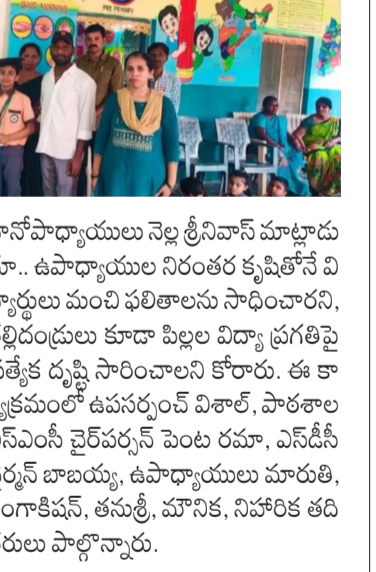 నోపాధ్యాయులు నెల్ల శ్రీనివాస్ మాట్లాడు
ఉపాధ్యాయుల నిరంతర కృషితోనే వి
ద్యార్థులు మంచి ఫలితాలను సాధించారని,
ల్లిదండ్రులు కూడా పిల్లల విద్యా ప్రగతిపై
త్యేక దృష్టి సారించాలని కోరారు. ఈ కా
ర్యక్రమంలో ఉపసర్పంచ్ విశాల్, పాఠశాల
ఎస్ఎంసీ చైర్‌పర్సన్ పెంట రమా, ఎస్‌డీసీ
ర్మన్ బాబయ్య, ఉపాధ్యాయులు మారుతి,
ంగాకిషన్, తనుశ్రీ, మౌనిక, నిహారిక తది
రులు పాల్గొన్నారు.